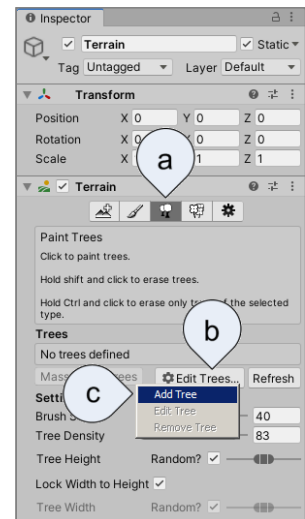 Inspector
Terrain Static
Tag Untagged Layer Default
Transform
Position X 0 Y 0 Z 0
Rotation X 0 0 Z 0
Scale X 1 Z 1
a
Terrain
Paint Trees
Click to paint trees.
Hold shift and click to erase trees.
Hold Ctrl and click to erase only of the selected
type.
b
Trees
No trees defined
Edit Trees... Refresh
c
Add Tree
Edit Tree
Remove Tree
Brush 40
Tree Density 83
Tree Height Random?
Lock Width to Height
Tree Width Random?